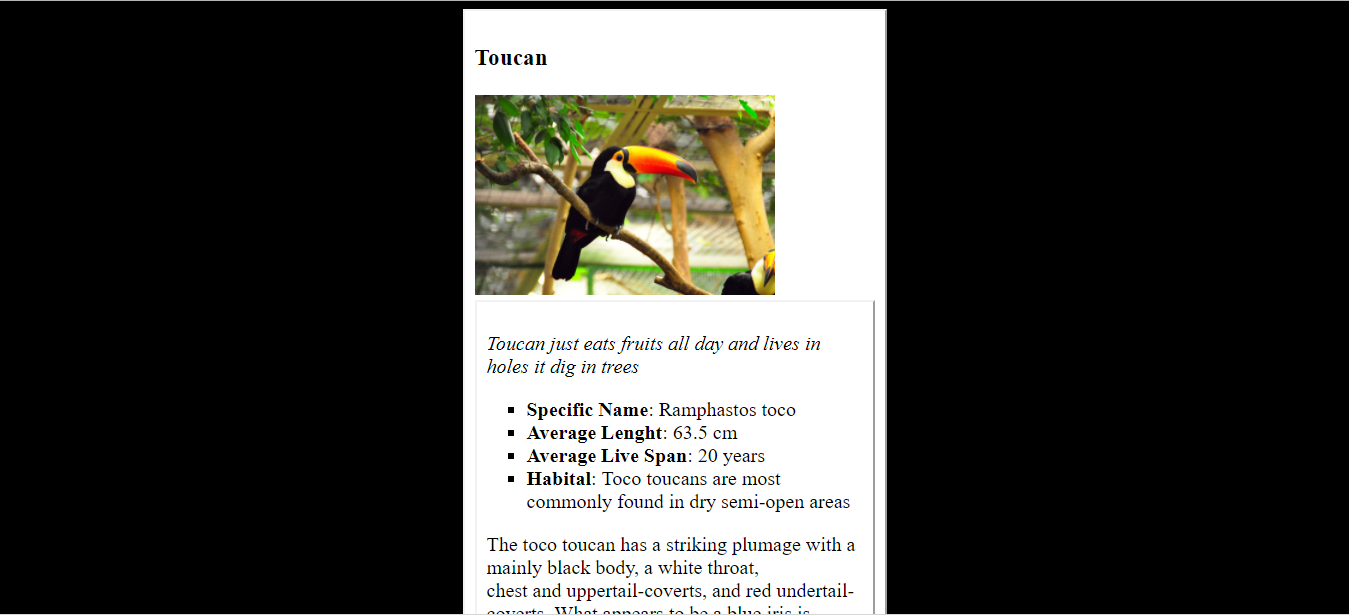 Toucan
Toucan just eats fruits all day and lives in
holes it dig in trees
Specific Name: Ramphastos toco
Average Lenght: 63.5 cm
Average Live Span: 20 years
Habital: Toco toucans are most
commonly found in dry semi-open areas
The toco toucan has a striking plumage with a
mainly black body, a white throat,
chest and uppertail-coverts, and red undertail-
coverts. What appears to be a blue iris is